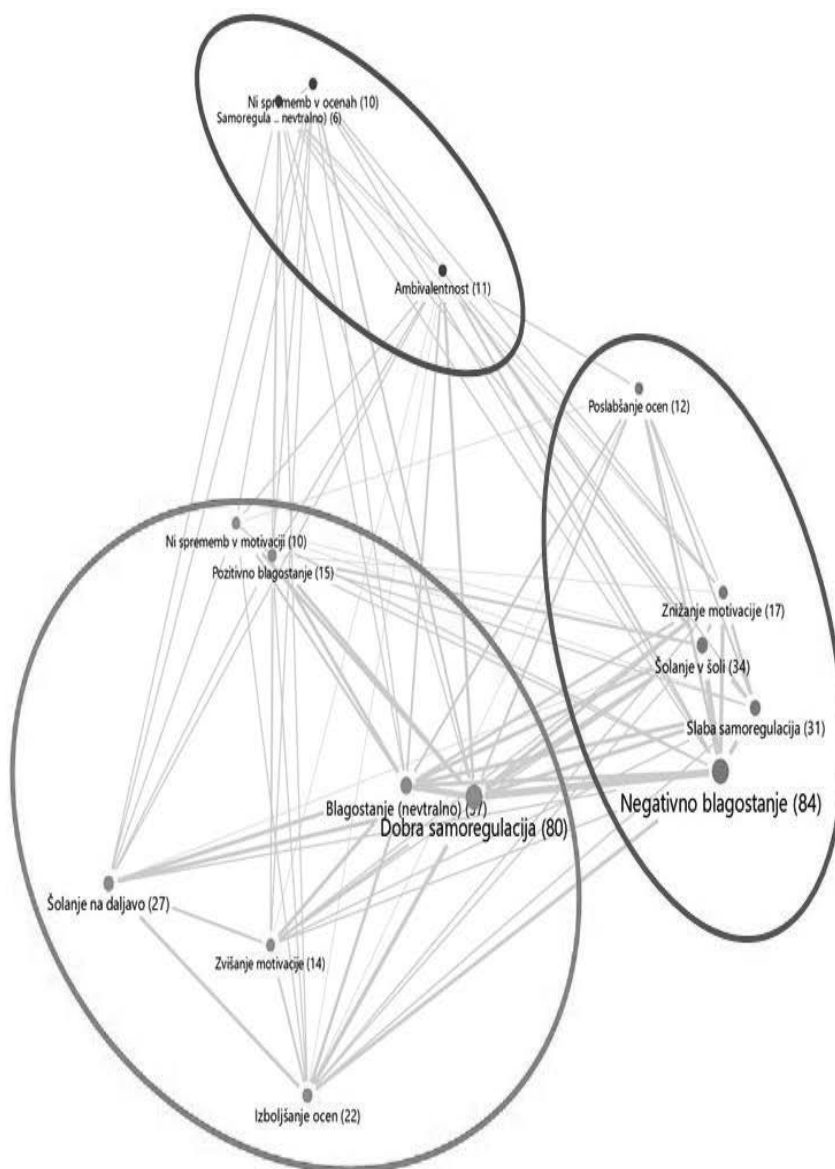 Ni sprememb v ocenah (10)
Samoregula .. nevtralno) (6)
Ambivalentnost (11)
Poslabšanje ocen (12)
Ni sprememb v motivaciji (10)
Pozitivno blagostanje (15)
Znižanje motivacije (17)
Šolanje v šoli (34)
Slaba samoregulacija (31)
Negativno blagostanje (84)
Blagostanje (nevtralno)
Dobra samoregulacija (80)
Šolanje na daljavo (27)
Zvišanje motivacije (14)
Izboljšanje ocen (22)